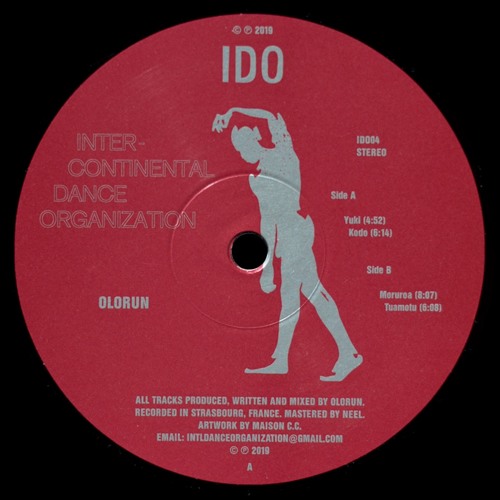 © ℗ 2019
IDO
INTER-
CONTINENTAL
DANCE
ORGANIZATION
IDO04
STEREO
Side A
Yuki (4:52)
Kodo (6:14)
Side B
Moruroa (8:07)
Tuamotu (6:08)
OLORUN
ALL TRACKS PRODUCED, WRITTEN AND MIXED BY OLORUN.
RECORDED IN STRASBOURG, FRANCE. MASTERED BY NEEL.
ARTWORK BY MAISON C.C.
EMAIL: INTLDANCEORGANIZATION@GMAIL.COM
© ℗ 2019
A